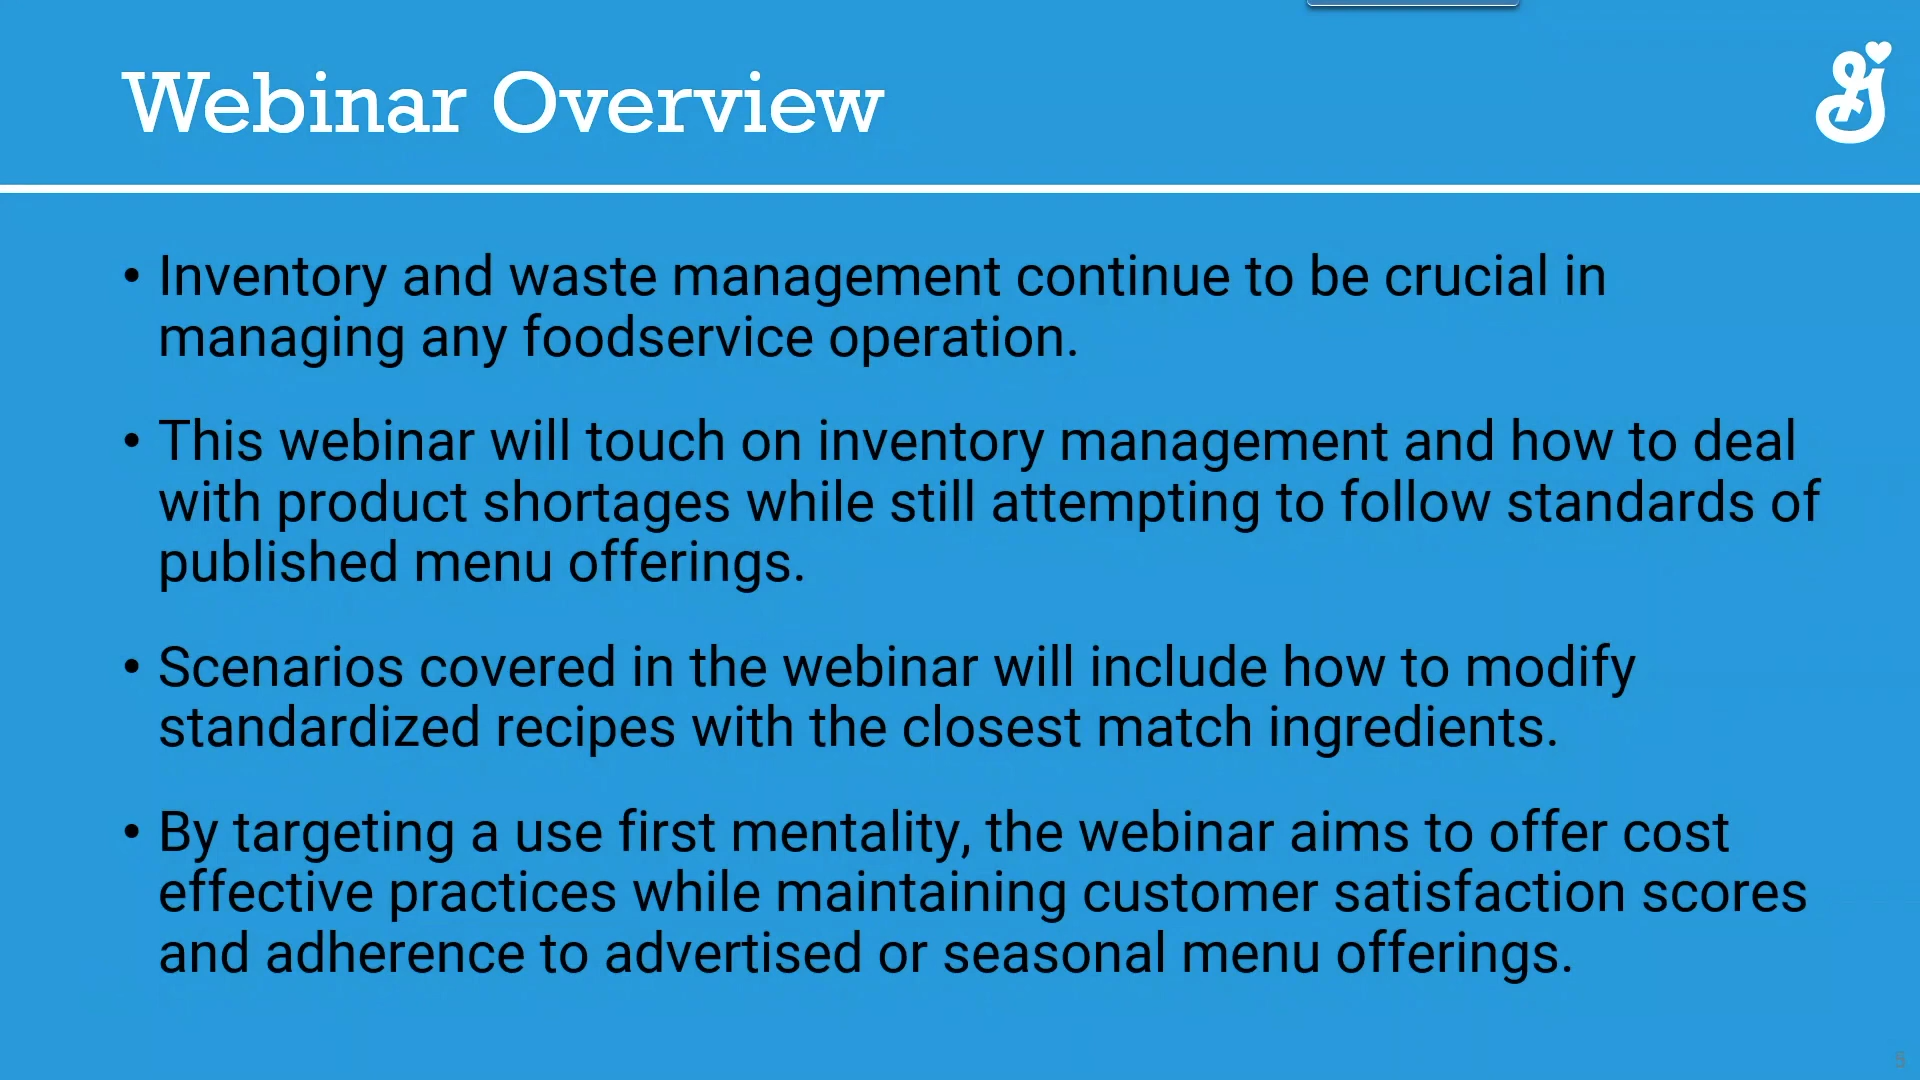 Webinar Overview
• Inventory and waste management continue to be crucial in
managing any foodservice operation.
• This webinar will touch on inventory management and how to deal
with product shortages while still attempting to follow standards of
published menu offerings.
• Scenarios covered in the webinar will include how to modify
standardized recipes with the closest match ingredients.
• By targeting a use first mentality, the webinar aims to offer cost
effective practices while maintaining customer satisfaction scores
and adherence to advertised or seasonal menu offerings.
5